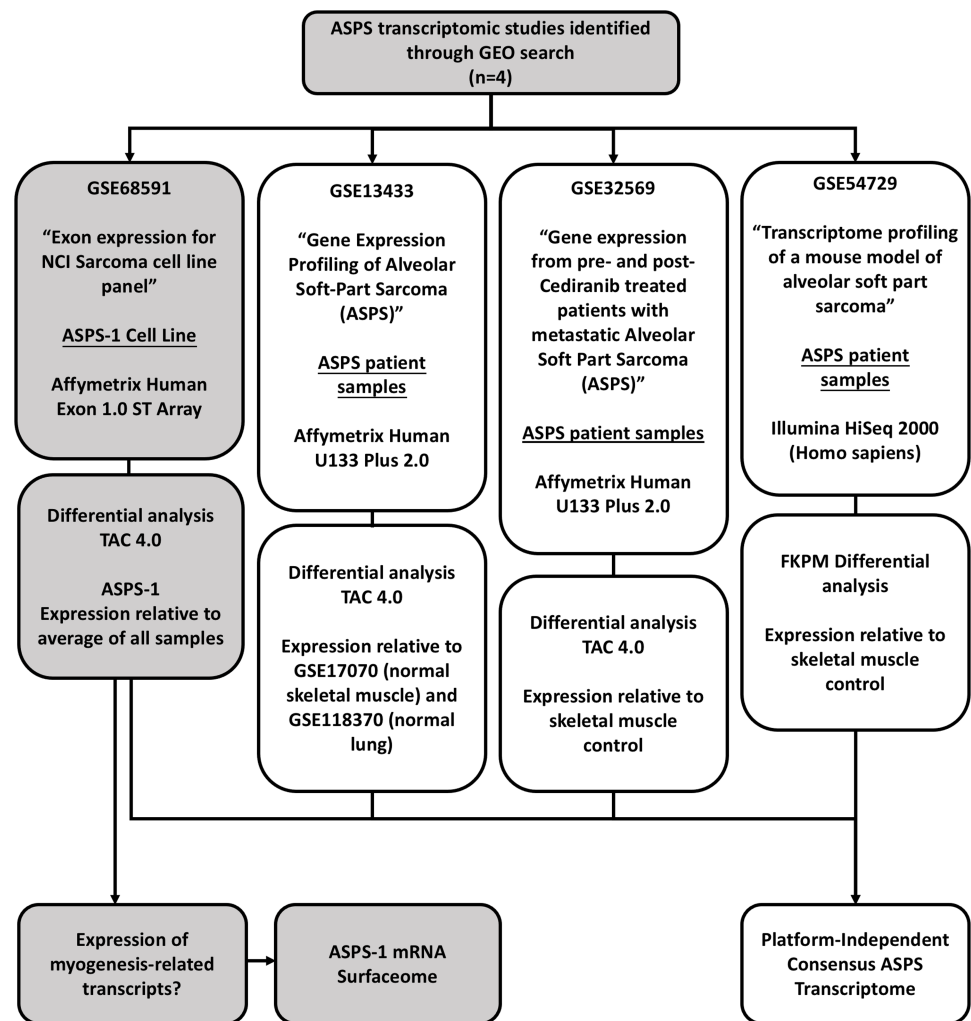 ASPS transcriptomic studies identified
through GEO search
(n=4)
GSE68591
“Exon expression for
NCI Sarcoma cell line
panel”
ASPS-1 Cell Line
Affymetrix Human
Exon 1.0 ST Array
Differential analysis
TAC 4.0
ASPS-1
Expression relative to
average of all samples
GSE13433
“Gene Expression
Profiling of Alveolar
Soft-Part Sarcoma
(ASPS)”
ASPS patient
samples
Affymetrix Human
U133 Plus 2.0
Differential analysis
TAC 4.0
Expression relative to
GSE17070 (normal
skeletal muscle) and
GSE118370 (normal
lung)
GSE32569
“Gene expression
from pre- and post-
Cediranib treated
patients with
metastatic Alveolar
Soft Part Sarcoma
(ASPS)”
ASPS patient samples
Affymetrix Human
U133 Plus 2.0
Differential analysis
TAC 4.0
Expression relative to
skeletal muscle
control
GSE54729
“Transcriptome profiling
of a mouse model of
alveolar soft part
sarcoma”
ASPS patient
samples
Illumina HiSeq 2000
(Homo sapiens)
FKPM Differential
analysis
Expression relative to
skeletal muscle
control
Expression of
myogenesis-related
transcripts?
ASPS-1 mRNA
Surfaceome
Platform-Independent
Consensus ASPS
Transcriptome